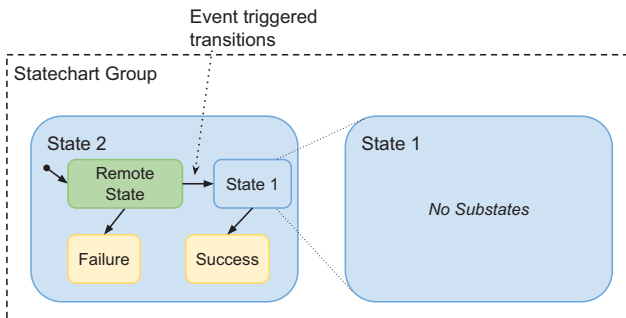 Event triggered
transitions
Statechart Group
State 2
Remote
State
State 1
Failure
Success
State 1
No Substates